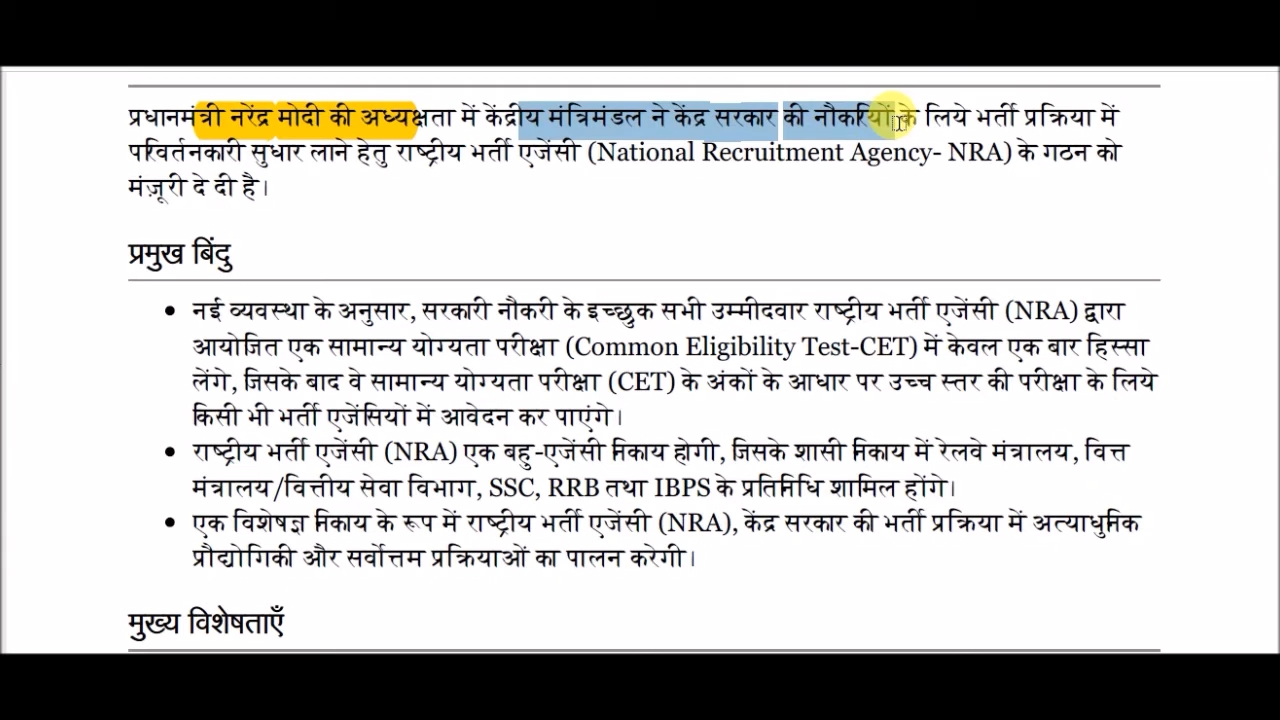 प्रधानमंत्री नरेंद्र मोदी की अध्यक्षता में केंद्रीय मंत्रिमंडल ने केंद्र सरकार की नौकरियों के लिये भर्ती प्रक्रिया में
परिवर्तनकारी सुधार लाने हेतु राष्ट्रीय भर्ती एजेंसी (National Recruitment Agency- NRA) के गठन को
मंज़ूरी दे दी है।
प्रमुख बिंदु
• नई व्यवस्था के अनुसार, सरकारी नौकरी के इच्छुक सभी उम्मीदवार राष्ट्रीय भर्ती एजेंसी (NRA) द्वारा
आयोजित एक सामान्य योग्यता परीक्षा (Common Eligibility Test-CET) में केवल एक बार हिस्सा
लेंगे, जिसके बाद वे सामान्य योग्यता परीक्षा (CET) के अंकों के आधार पर उच्च स्तर की परीक्षा के लिये
किसी भी भर्ती एजेंसियों में आवेदन कर पाएंगे।
• राष्ट्रीय भर्ती एजेंसी (NRA) एक बहु-एजेंसी निकाय होगी, जिसके शासी निकाय में रेलवे मंत्रालय, वित्त
मंत्रालय/वित्तीय सेवा विभाग, SSC, RRB तथा IBPS के प्रतिनिधि शामिल होंगे।
• एक विशेषज्ञ निकाय के रूप में राष्ट्रीय भर्ती एजेंसी (NRA), केंद्र सरकार की भर्ती प्रक्रिया में अत्याधुनिक
प्रौद्योगिकी और सर्वोत्तम प्रक्रियाओं का पालन करेगी।
मुख्य विशेषताएँ